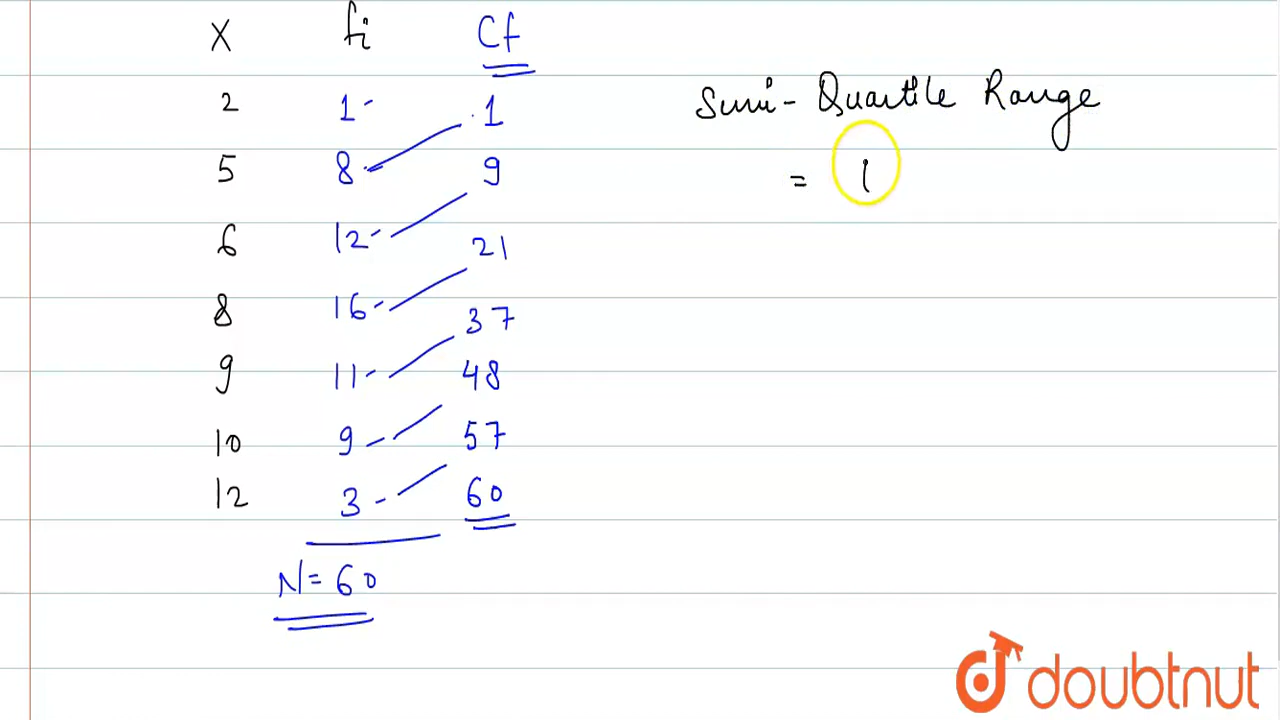 X fi Cf
2 1 1
5 8 9
6 12 21
8 16 37
9 11 48
10 9 57
12 3 60
N = 60
Semi-Quartile Range
= 1
doubtnut